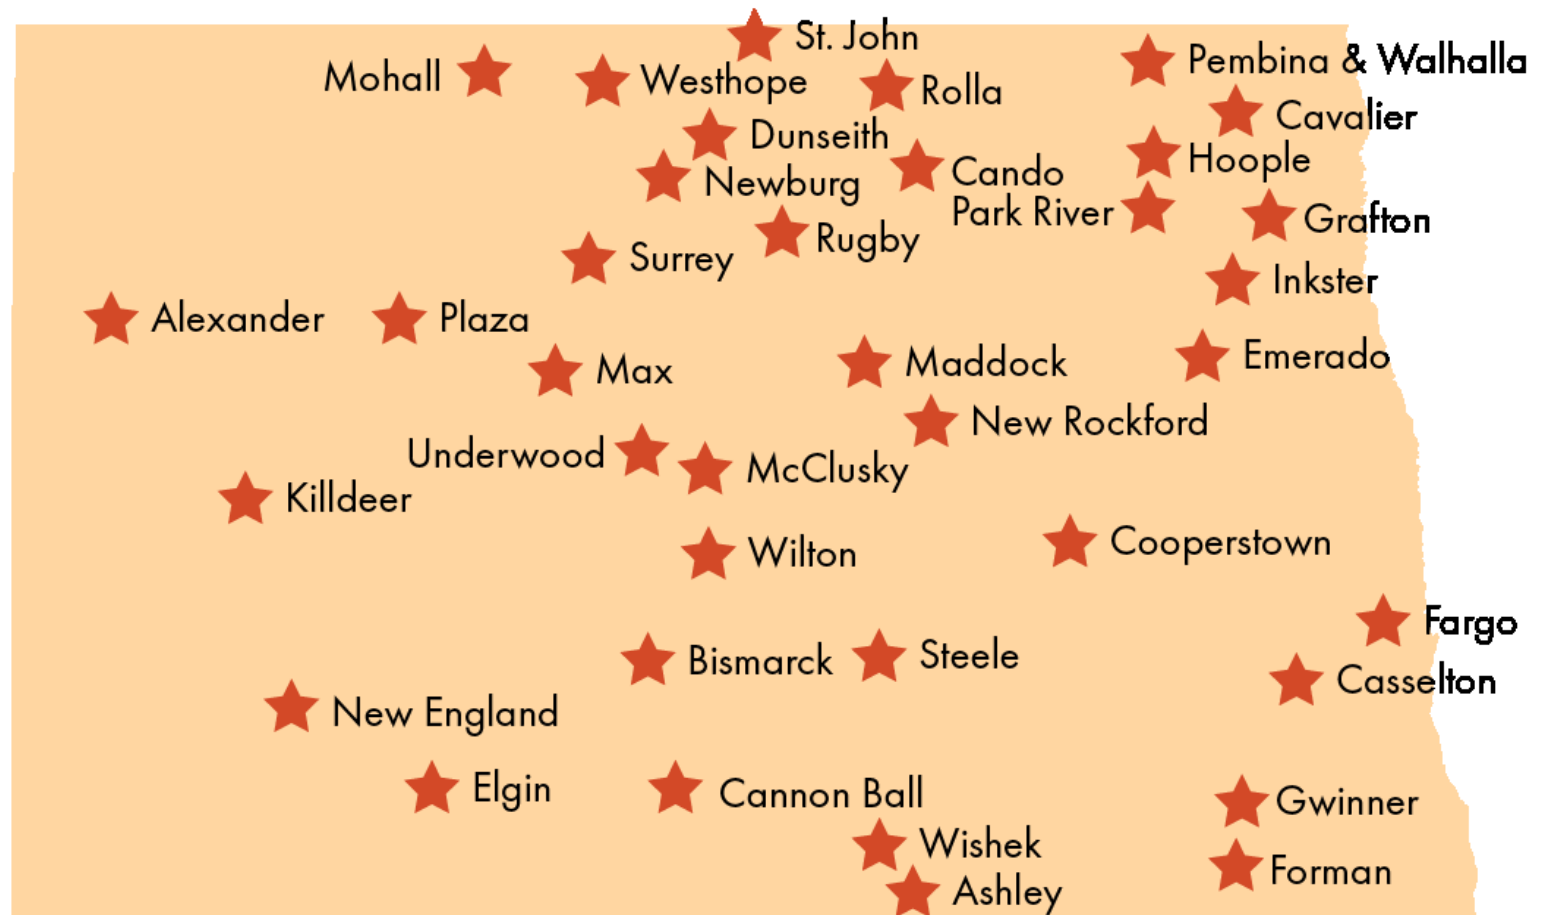 St. John
Pembina & Walhalla
Mohall
Westhope
Rolla
Cavalier
Dunseith
Hoople
Cando
Newburg
Park River
Grafton
Rugby
Surrey
Inkster
Alexander
Plaza
Emerado
Maddock
Max
New Rockford
Underwood
McClusky
Killdeer
Cooperstown
Wilton
Fargo
Steele
Bismarck
Casselton
New England
Elgin
Cannon Ball
Gwinner
Wishek
Forman
Ashley